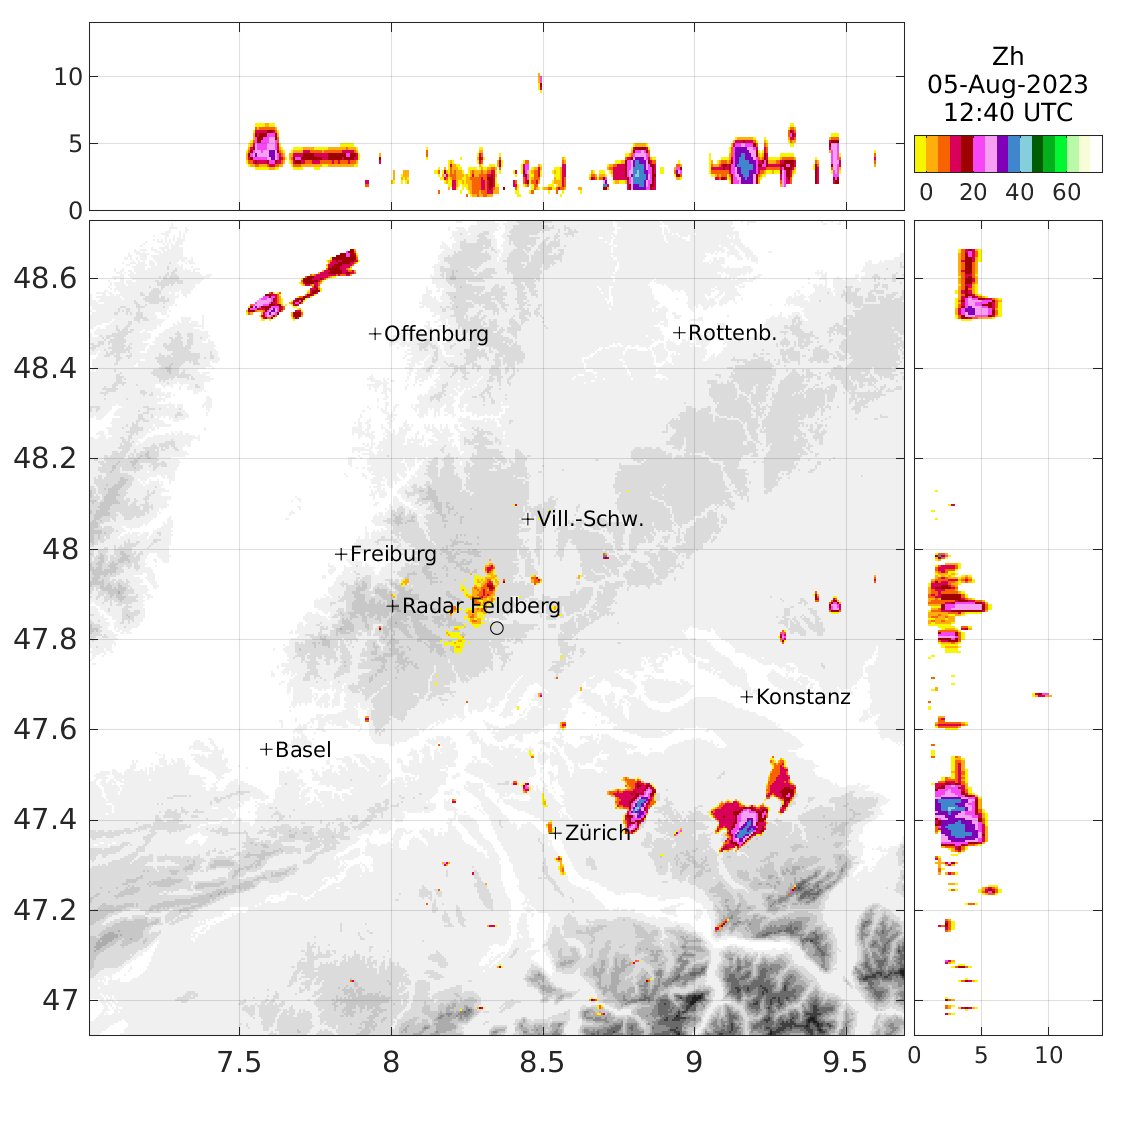 Zh
05-Aug-2023
12:40 UTC
0 20 40 60
10
5
0
48.6
48.4
48.2
48
47.8
47.6
47.4
47.2
47
+Offenburg
+Rottenb.
+Vill.-Schw.
+Freiburg
+Radar Feldberg
+Konstanz
+Basel
+Zürich
7.5 8 8.5 9 9.5
0 5 10